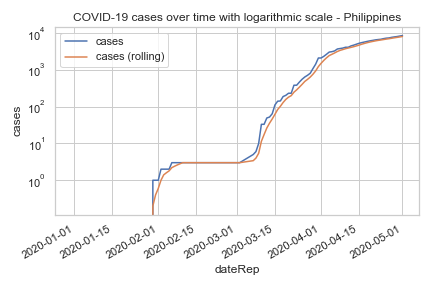 COVID-19 cases over time with logarithmic scale - Philippines
cases
cases (rolling)
10⁴
10³
10²
10¹
10⁰
cases
2020-01-01
2020-01-15
2020-02-01
2020-02-15
2020-03-01
2020-03-15
2020-04-01
2020-04-15
2020-05-01
dateRep